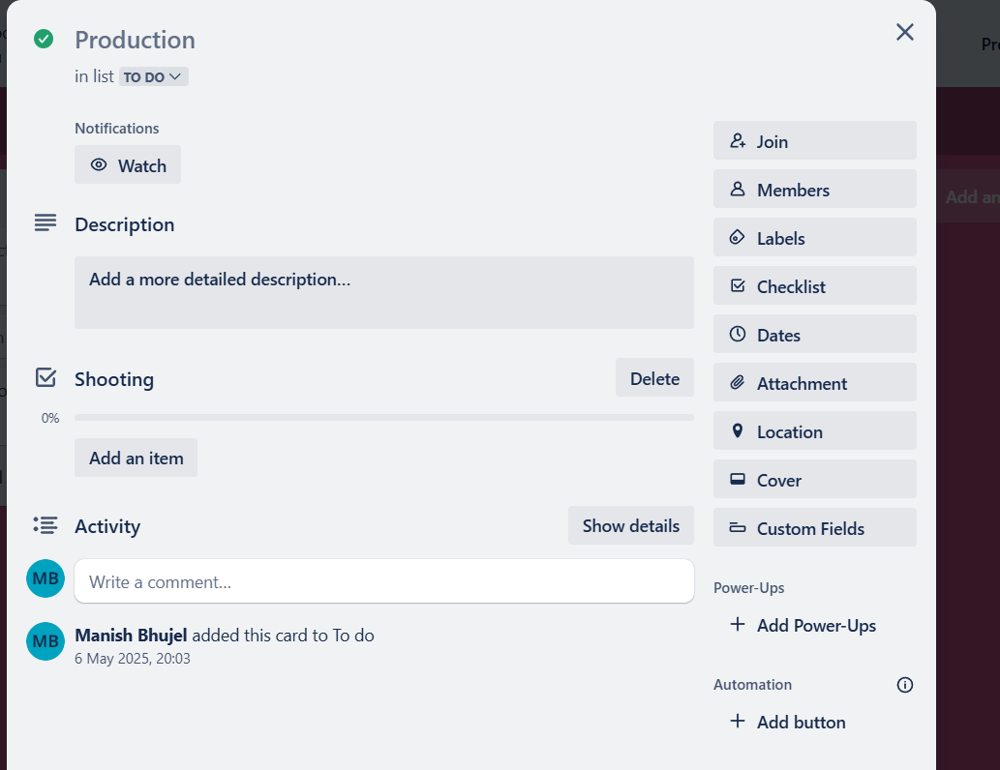 Production
in list TO DO
Notifications
Watch
Description
Add a more detailed description…
Shooting
Delete
0%
Add an item
Activity
Show details
MB
Write a comment…
MB
Manish Bhujel added this card to To do
6 May 2025, 20:03
Join
Members
Labels
Checklist
Dates
Attachment
Location
Cover
Custom Fields
Power-Ups
Add Power-Ups
Automation
Add button
Add an